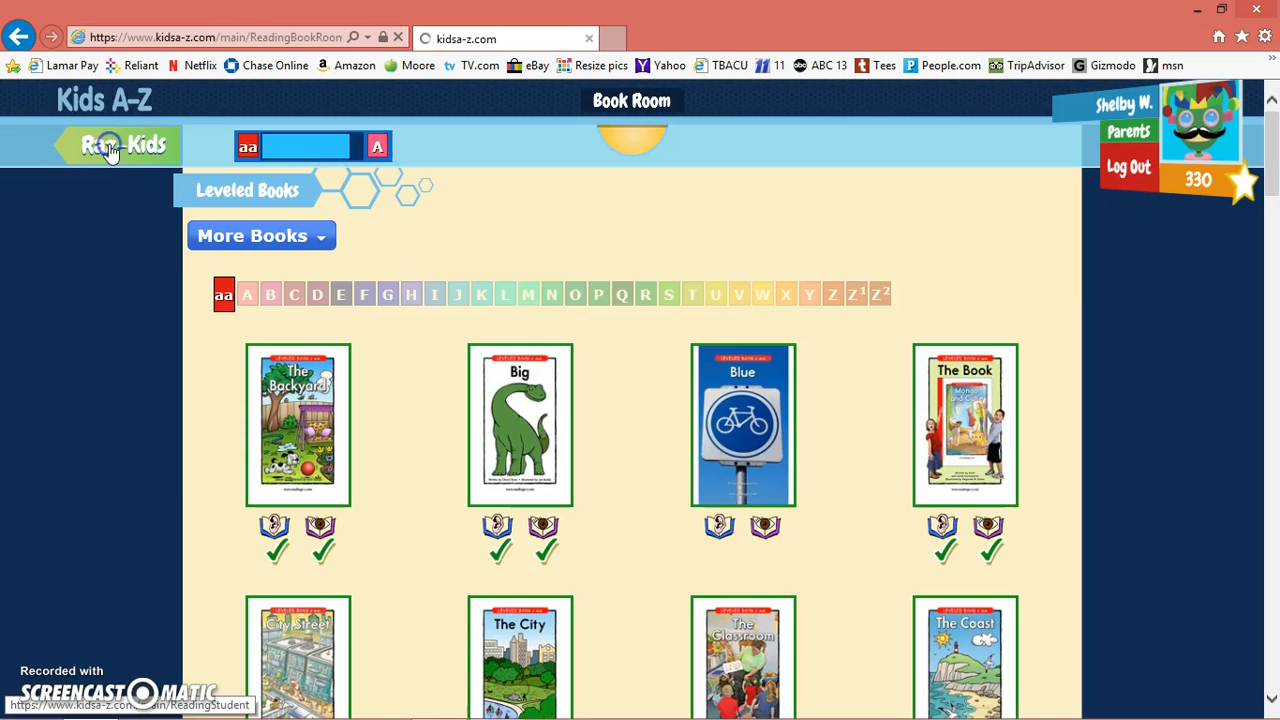 https://www.kidsa-z.com/main/ReadingBookRoom
kidsa-z.com
Lamar Pay Reliant Netflix Chase Online Amazon Moore TV.com eBay Resize pics Yahoo TBACU 11 ABC 13 Tees People.com TripAdvisor Gizmodo msn
Kids A-Z
Book Room
Shelby W.
Parents
Log Out
330
Raz-Kids
aa A
Leveled Books
More Books
aa A B C D E F G H I J K L M N O P Q R S T U V W X Y Z Z¹ Z²
The Backyard
Big
Blue
The Book
City Street
The City
The Classroom
The Coast
Recorded with
SCREENCAST-O-MATIC
https://www.kidsa-z.com/main/ReadingStudent